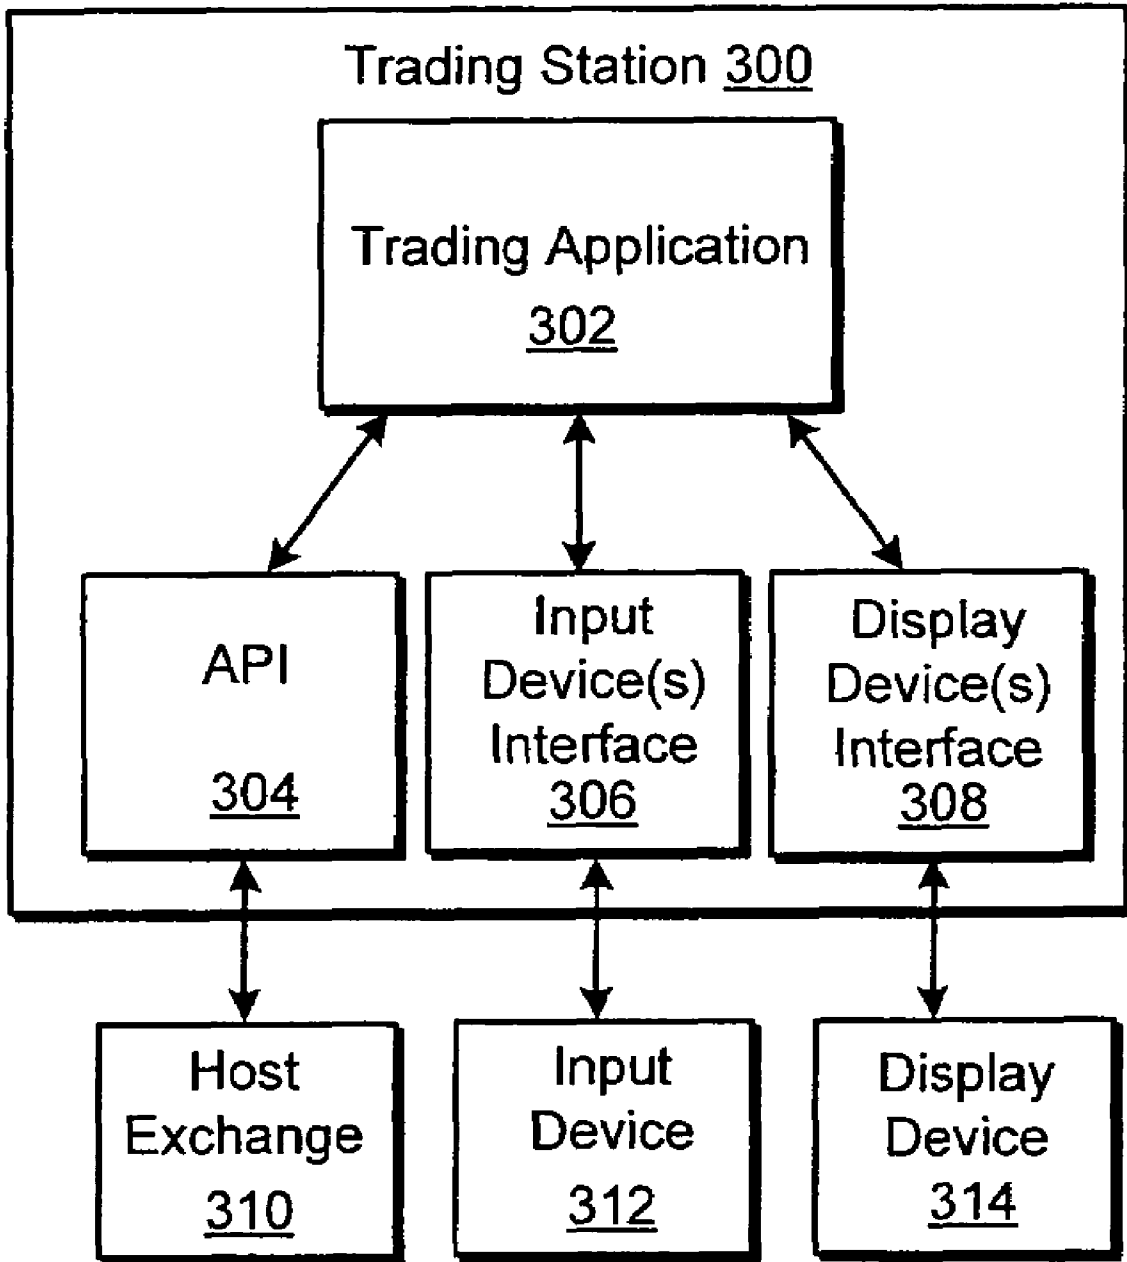 Trading Station 300
Trading Application
302
API
304
Input
Device(s)
Interface
306
Display
Device(s)
Interface
308
Host
Exchange
310
Input
Device
312
Display
Device
314